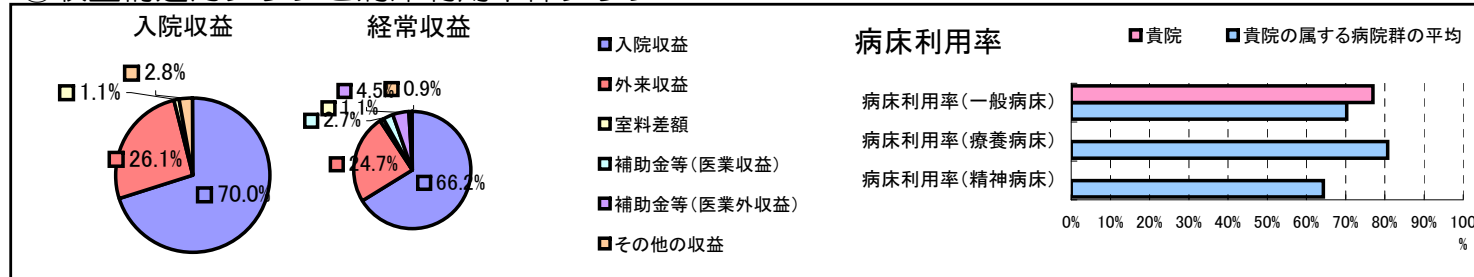 入院収益
2.8%
1.1%
26.1%
70.0%
経常収益
4.5%
0.9%
1.1%
2.7%
24.7%
66.2%
入院収益
外来収益
室料差額
補助金等(医業収益)
補助金等(医業外収益)
その他の収益
病床利用率
貴院
貴院の属する病院群の平均
病床利用率(一般病床)
病床利用率(療養病床)
病床利用率(精神病床)
0% 10% 20% 30% 40% 50% 60% 70% 80% 90% 100
%